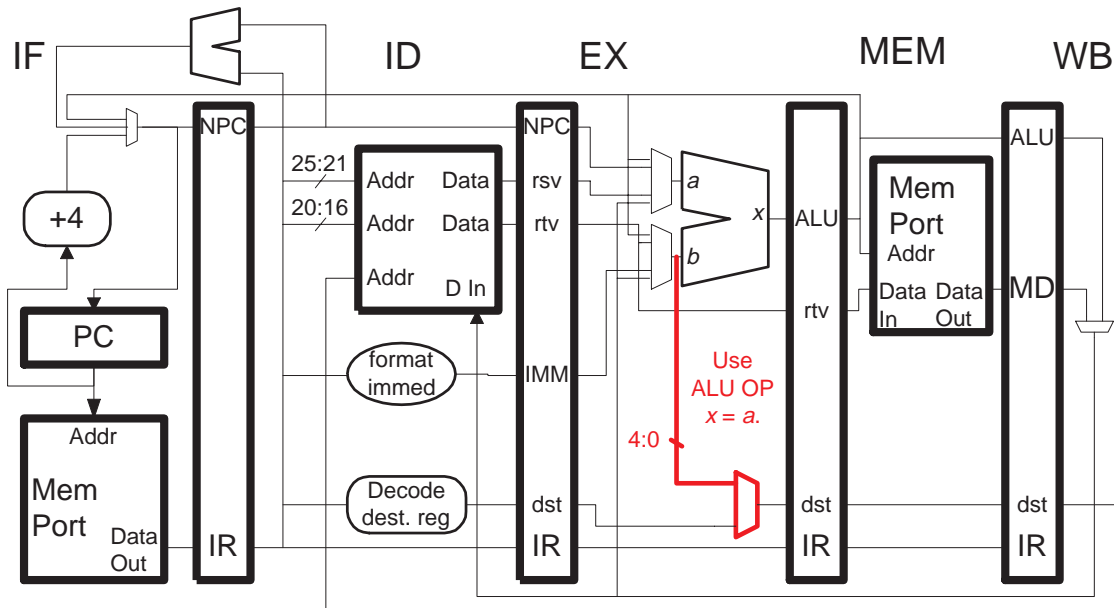 IF
ID
EX
MEM
WB
NPC
25:21
20:16
Addr
Data
Addr
Data
Addr
D In
NPC
rsv
rtv
a
b
x
ALU
Mem
Port
Addr
Data
In
Data
Out
ALU
MD
+4
PC
format
immed
IMM
rtv
Use
ALU OP
x = a.
4:0
Addr
Mem
Port
Data
Out
Decode
dest. reg
dst
dst
dst
IR
IR
IR
IR